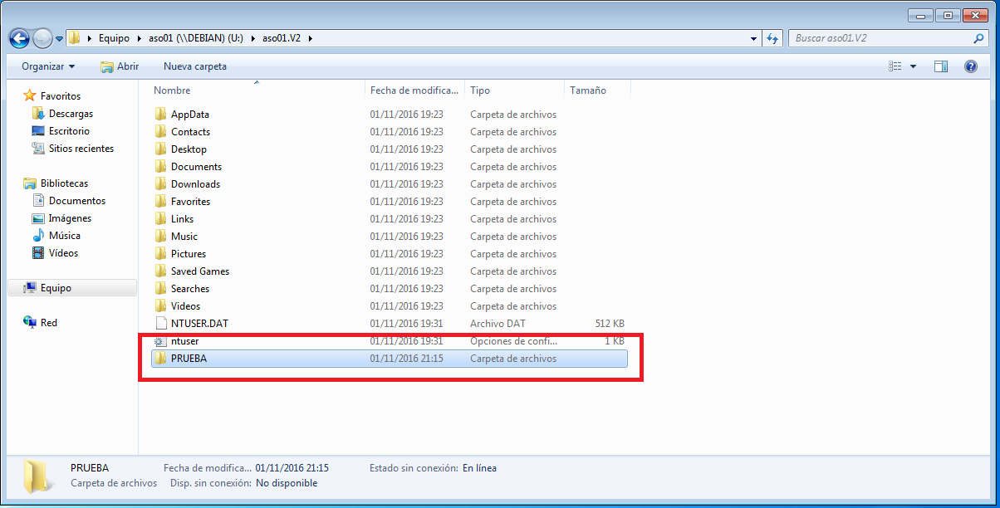 Equipo aso01 (\\DEBIAN) (U:) aso01.V2 Buscar aso01.V2
Organizar Abrir Nueva carpeta
Favoritos
Descargas
Escritorio
Sitios recientes
Bibliotecas
Documentos
Imágenes
Música
Vídeos
Equipo
Red
Nombre Fecha de modifica... Tipo Tamaño
AppData 01/11/2016 19:23 Carpeta de archivos
Contacts 01/11/2016 19:23 Carpeta de archivos
Desktop 01/11/2016 19:23 Carpeta de archivos
Documents 01/11/2016 19:23 Carpeta de archivos
Downloads 01/11/2016 19:23 Carpeta de archivos
Favorites 01/11/2016 19:23 Carpeta de archivos
Links 01/11/2016 19:23 Carpeta de archivos
Music 01/11/2016 19:23 Carpeta de archivos
Pictures 01/11/2016 19:23 Carpeta de archivos
Saved Games 01/11/2016 19:23 Carpeta de archivos
Searches 01/11/2016 19:23 Carpeta de archivos
Videos 01/11/2016 19:23 Carpeta de archivos
NTUSER.DAT 01/11/2016 19:31 Archivo DAT 512 KB
ntuser 01/11/2016 19:31 Opciones de confi... 1 KB
PRUEBA 01/11/2016 21:15 Carpeta de archivos
PRUEBA Fecha de modifica... 01/11/2016 21:15 Estado sin conexión: En línea
Carpeta de archivos Disp. sin conexión: No disponible